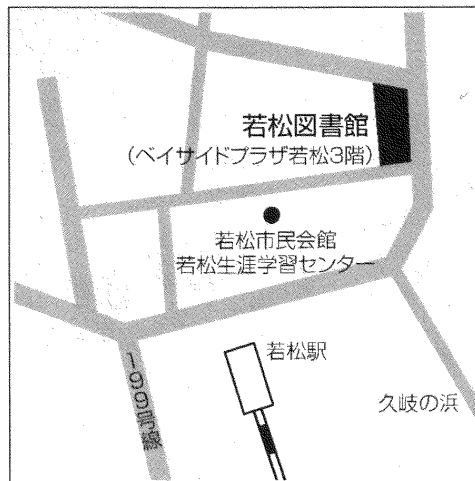 若松図書館
(ベイサイドプラザ若松3階)
若松市民会館
若松生涯学習センター
若松駅
久岐の浜
199号線